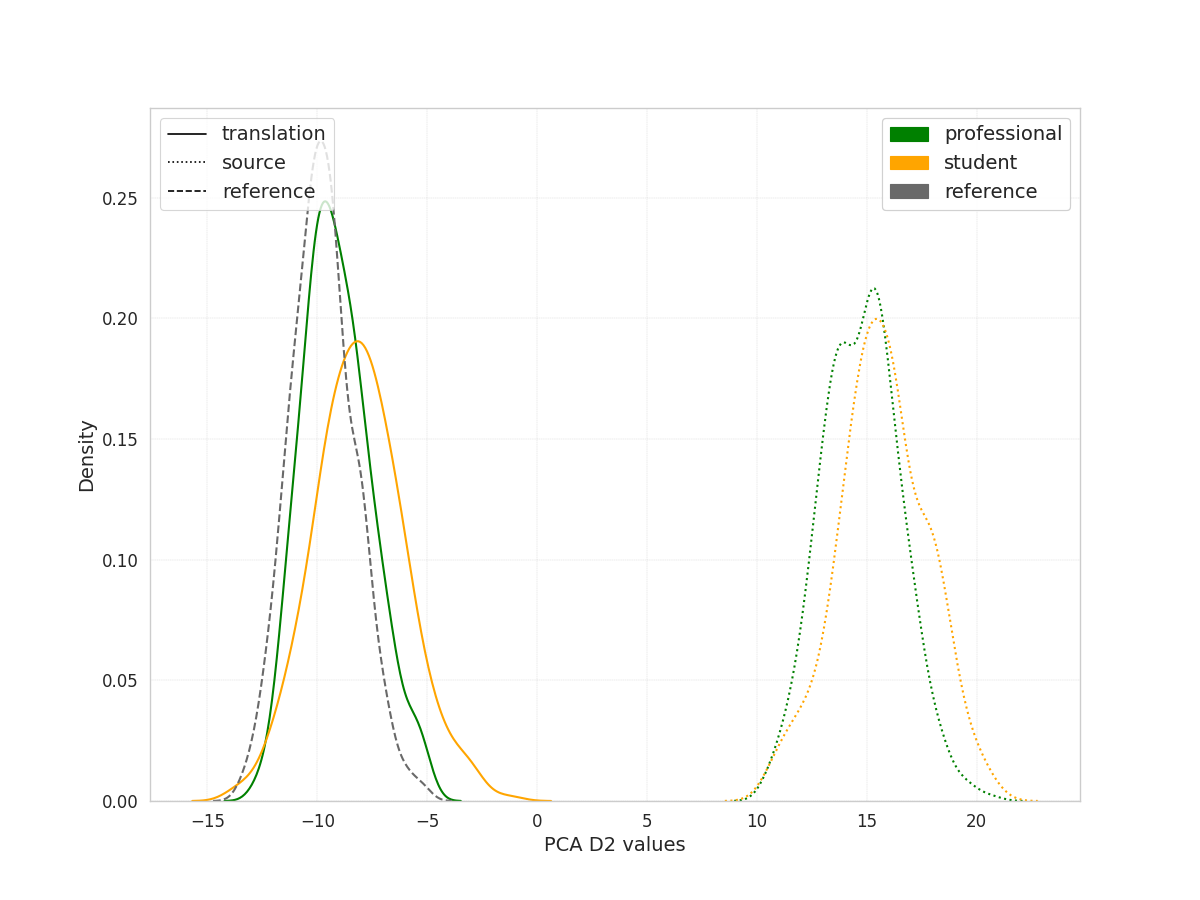 translation
source
reference
professional
student
reference
Density
0.25
0.20
0.15
0.10
0.05
0.00
−15
−10
−5
0
5
10
15
20
PCA D2 values